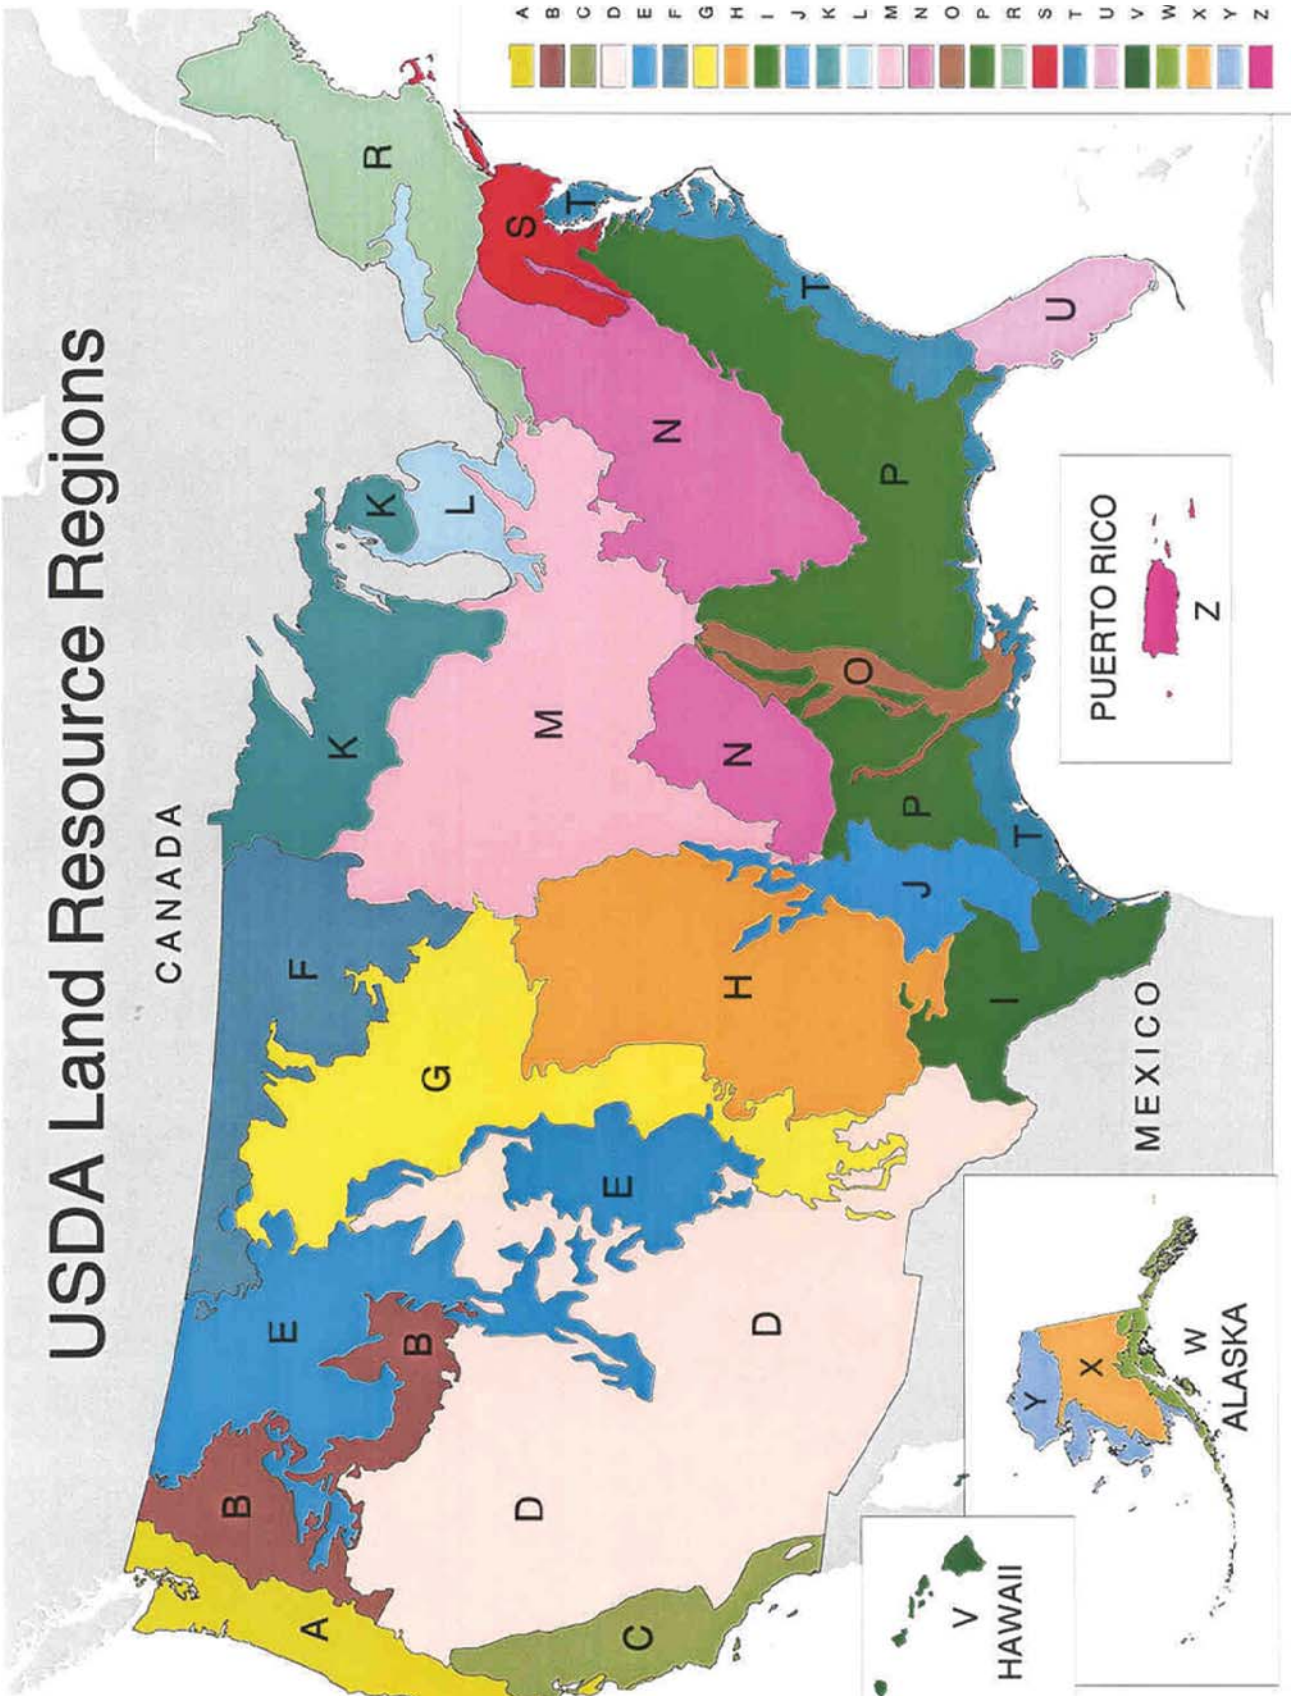 USDA Land Resource Regions
CANADA
B
E
F
A
K
R
K
B
G
L
S
D
M
T
E
C
N
H
N
D
T
O
P
P
J
V
HAWAII
I
T
Y
U
X
PUERTO RICO
MEXICO
W
Z
ALASKA
A
B
C
D
E
F
G
H
I
J
K
L
M
N
O
P
R
S
T
U
V
W
X
Y
Z